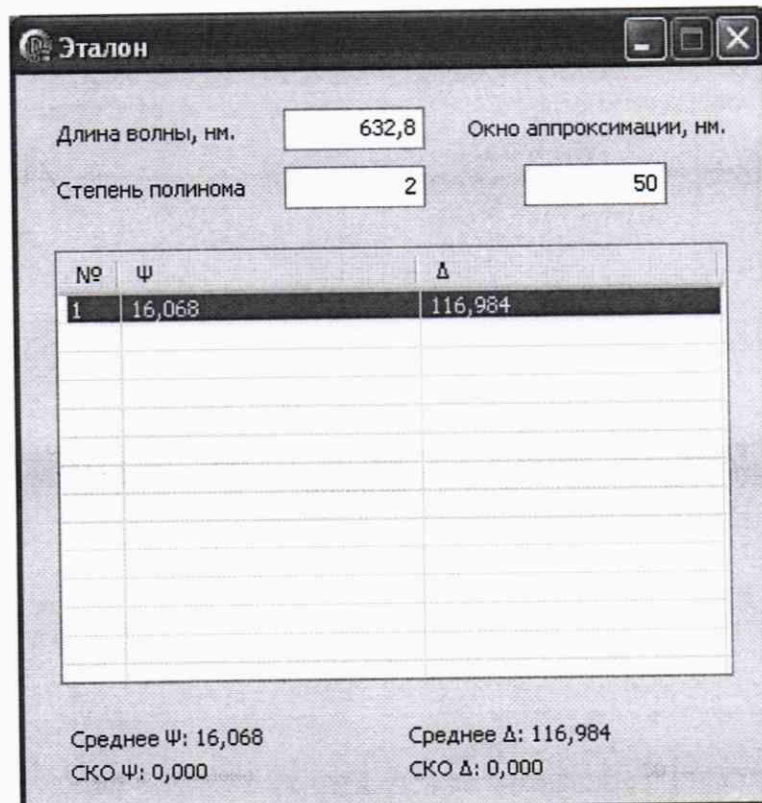 Эталон
Длина волны, нм. 632,8 Окно аппроксимации, нм.
Степень полинома 2 50
№ Ψ Δ
1 16,068 116,984
Среднее Ψ: 16,068 Среднее Δ: 116,984
СКО Ψ: 0,000 СКО Δ: 0,000